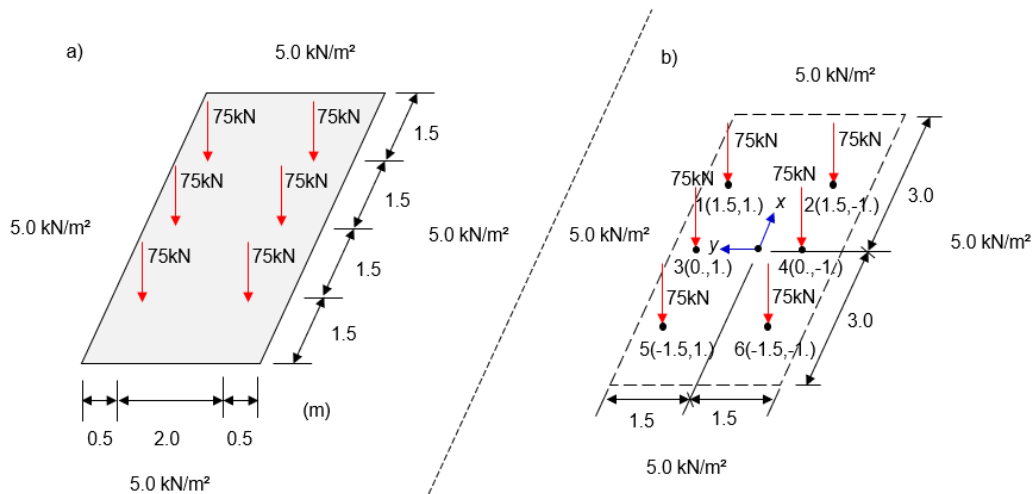 a)
5.0 kN/m²
75kN
75kN
1.5
75kN
75kN
1.5
5.0 kN/m²
5.0 kN/m²
75kN
75kN
1.5
1.5
0.5
2.0
0.5
(m)
5.0 kN/m²
b)
5.0 kN/m²
75kN
75kN
75kN
75kN
1(1.5,1.)
x
2(1.5,-1.)
3.0
5.0 kN/m²
y
5.0 kN/m²
3(0.,1.)
4(0.,-1.)
75kN
75kN
3.0
5(-1.5,1.)
6(-1.5,-1.)
1.5
1.5
5.0 kN/m²